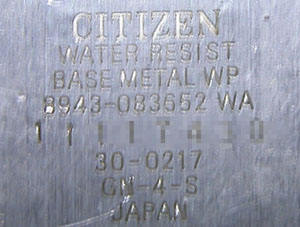 CITIZEN
WATER RESIST
BASE METAL WP
8943-083552 WA
30-0217
GN-4-S
JAPAN